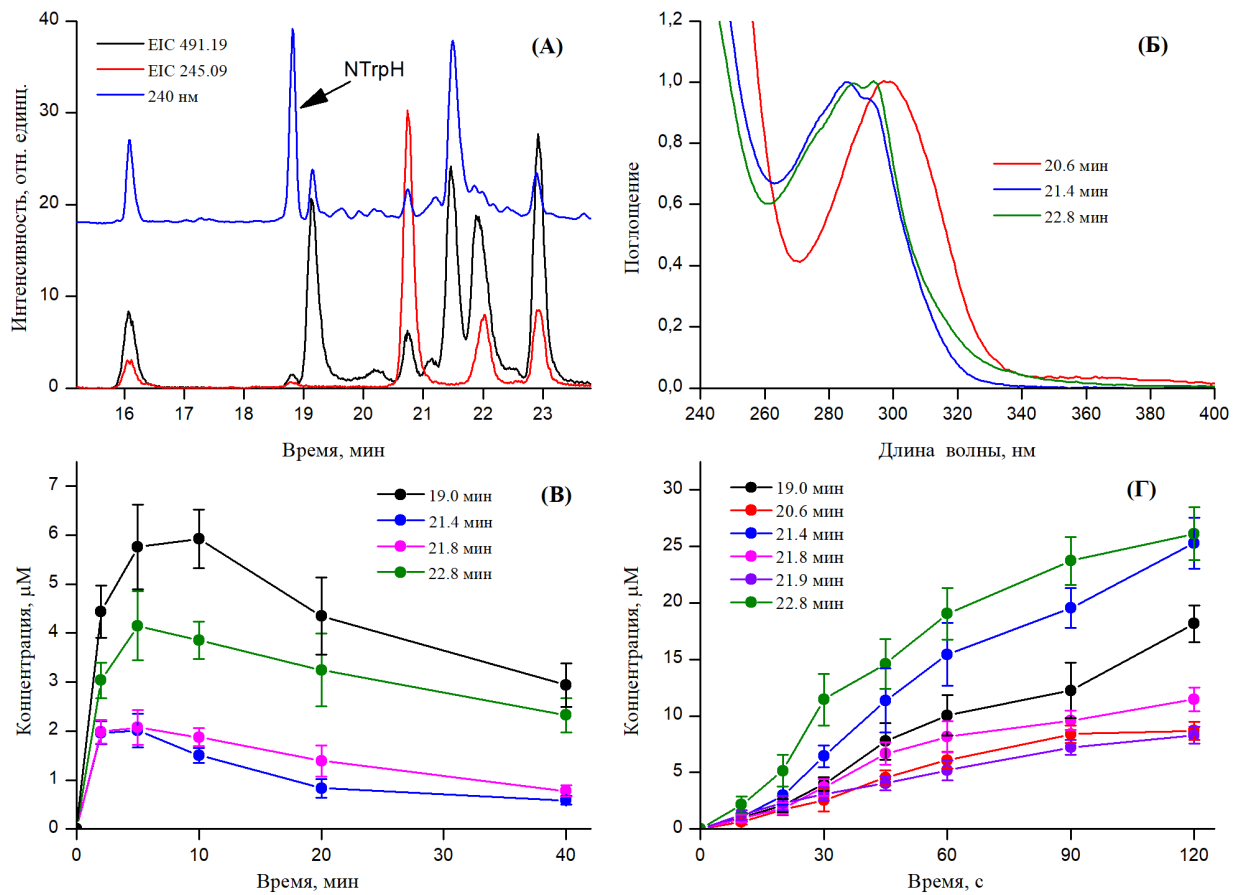 (А)
EIC 491.19
EIC 245.09
240 нм
NTrpH
Интенсивность, отн. единиц.
40
30
20
10
0
16 17 18 19 20 21 22 23
Время, мин
(Б)
20.6 мин
21.4 мин
22.8 мин
Поглощение
1,2
1,0
0,8
0,6
0,4
0,2
0,0
240 260 280 300 320 340 360 380 400
Длина волны, нм
(В)
19.0 мин
21.4 мин
21.8 мин
22.8 мин
Концентрация, μМ
7
6
5
4
3
2
1
0
0 10 20 30 40
Время, мин
(Г)
19.0 мин
20.6 мин
21.4 мин
21.8 мин
21.9 мин
22.8 мин
Концентрация, μМ
30
25
20
15
10
5
0
0 30 60 90 120
Время, с